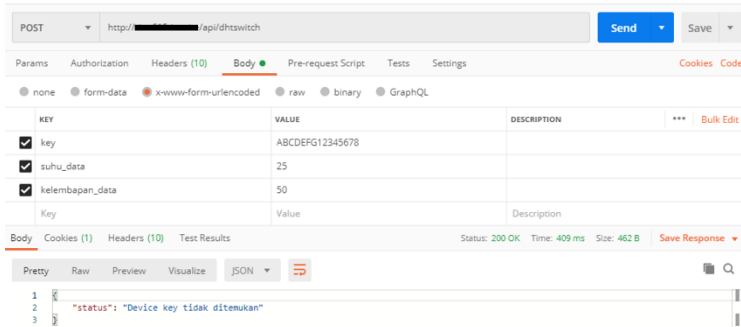 POST http:// /api/dhtswitch Send Save
Params Authorization Headers (10) Body Pre-request Script Tests Settings Cookies Code
none form-data x-www-form-urlencoded raw binary GraphQL
KEY VALUE DESCRIPTION ••• Bulk Edit
key ABCDEFG12345678
suhu_data 25
kelembapan_data 50
Key Value Description
Body Cookies (1) Headers (10) Test Results Status: 200 OK Time: 409 ms Size: 462 B Save Response
Pretty Raw Preview Visualize JSON
1 {
2 "status": "Device key tidak ditemukan"
3 }